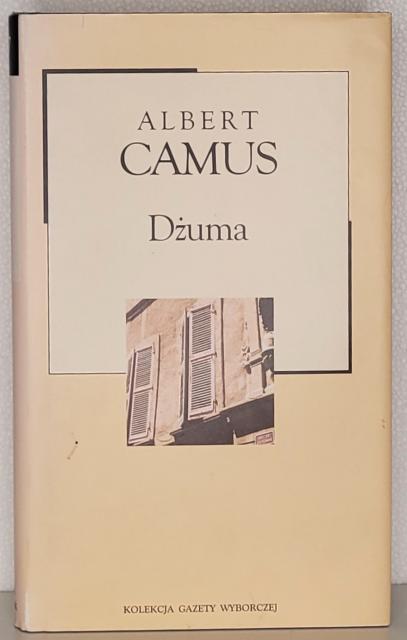 ALBERT
CAMUS
Dżuma
KOLEKCJA GAZETY WYBORCZEJ